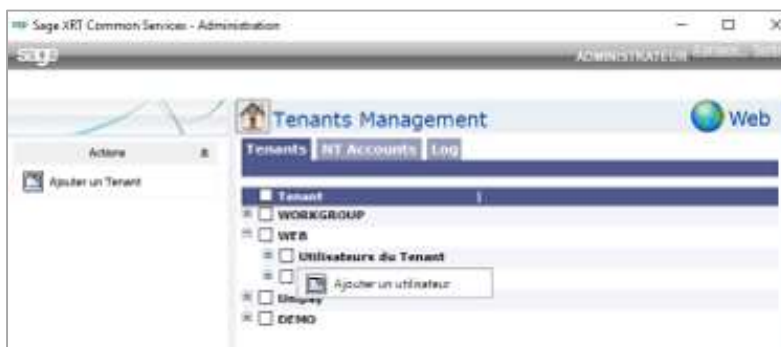 Sage XRT Common Services - Administration
sage
ADMINISTRATEUR
Tenants Management
Web
Actions
Tenants NT Accounts Log
Ajouter un Tenant
Tenant
WORKGROUP
WEB
Utilisateurs du Tenant
Ajouter un utilisateur
DEMO